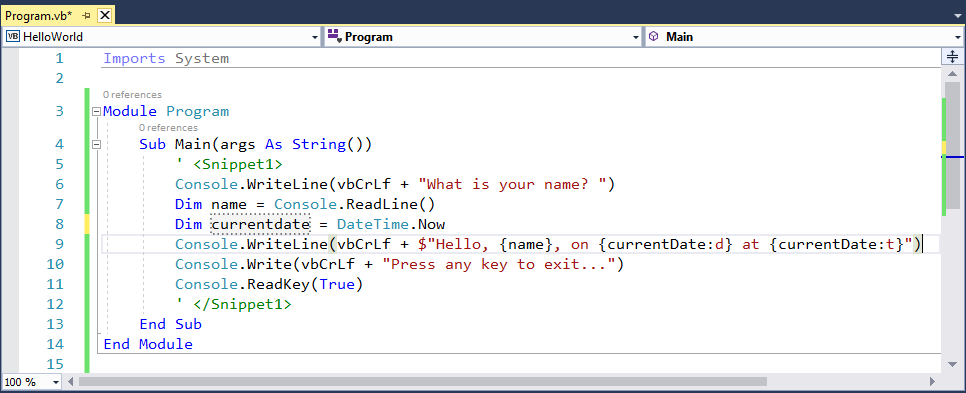 Program.vb*
VB HelloWorld Program Main
1 Imports System
2
0 references
3 Module Program
0 references
4 Sub Main(args As String())
5 ' <Snippet1>
6 Console.WriteLine(vbCrLf + "What is your name? ")
7 Dim name = Console.ReadLine()
8 Dim currentdate = DateTime.Now
9 Console.WriteLine(vbCrLf + $"Hello, {name}, on {currentDate:d} at {currentDate:t}")
10 Console.Write(vbCrLf + "Press any key to exit...")
11 Console.ReadKey(True)
12 ' </Snippet1>
13 End Sub
14 End Module
15
100 %